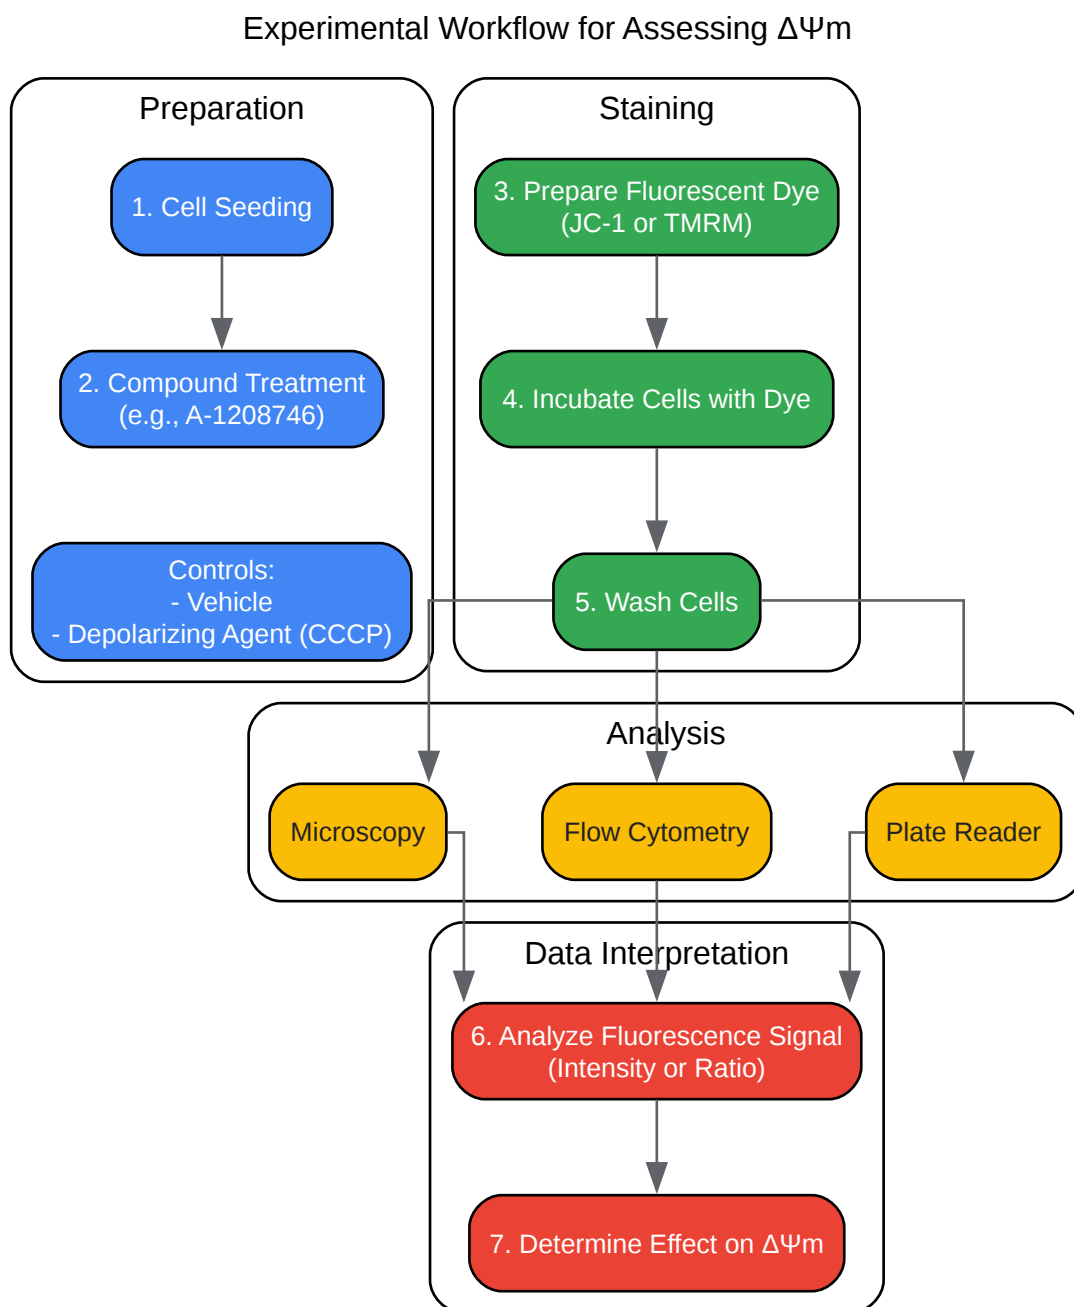 Experimental Workflow for Assessing ΔΨm
Preparation
1. Cell Seeding
2. Compound Treatment
(e.g., A-1208746)
Controls:
- Vehicle
- Depolarizing Agent (CCCP)
Staining
3. Prepare Fluorescent Dye
(JC-1 or TMRM)
4. Incubate Cells with Dye
5. Wash Cells
Analysis
Microscopy
Flow Cytometry
Plate Reader
Data Interpretation
6. Analyze Fluorescence Signal
(Intensity or Ratio)
7. Determine Effect on ΔΨm